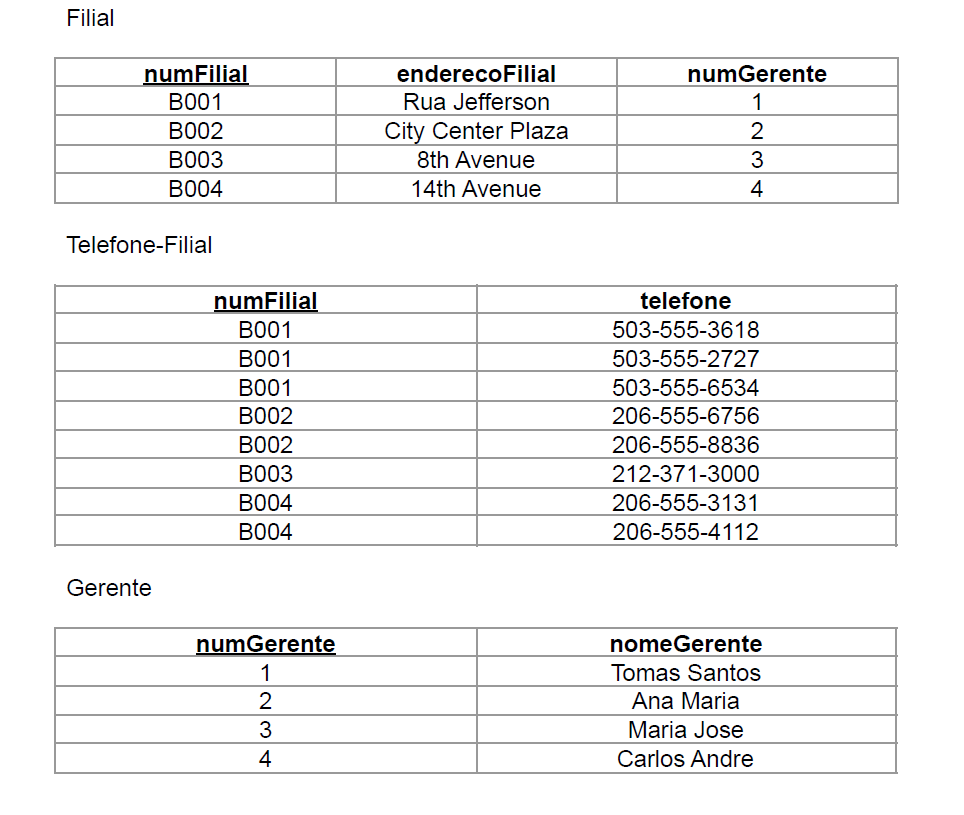 Filial
numFilial enderecoFilial numGerente
B001 Rua Jefferson 1
B002 City Center Plaza 2
B003 8th Avenue 3
B004 14th Avenue 4
Telefone-Filial
numFilial telefone
B001 503-555-3618
B001 503-555-2727
B001 503-555-6534
B002 206-555-6756
B002 206-555-8836
B003 212-371-3000
B004 206-555-3131
B004 206-555-4112
Gerente
numGerente nomeGerente
1 Tomas Santos
2 Ana Maria
3 Maria Jose
4 Carlos Andre